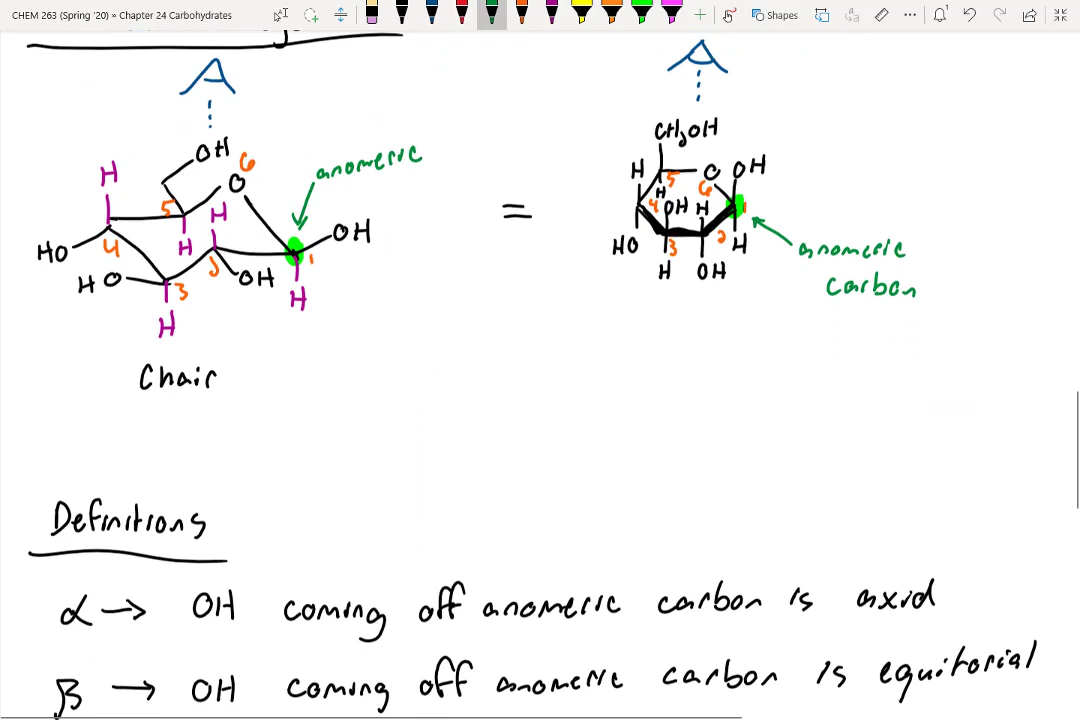 CHEM 263 (Spring '20) » Chapter 24 Carbohydrates
Shapes
1
OH
6
O
H
anomeric
5
H
H
OH
1
HO
4
HO
3
OH
H
H
Chair
=
CH2OH
H
5
O
OH
6
H
4
OH
H
1
HO
3
2
H
H
OH
anomeric
carbon
Definitions
α → OH coming off anomeric carbon is axial
β → OH coming off anomeric carbon is equitorial